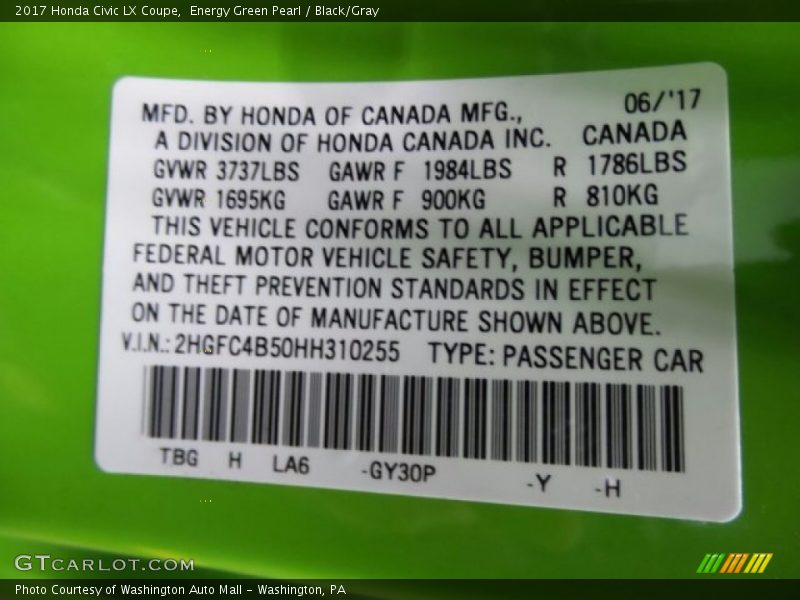 2017 Honda Civic LX Coupe,  Energy Green Pearl / Black/Gray
06/'17
MFD. BY HONDA OF CANADA MFG.,
A DIVISION OF HONDA CANADA INC. CANADA
GVWR 3737LBS GAWR F 1984LBS R 1786LBS
GVWR 1695KG GAWR F 900KG R 810KG
THIS VEHICLE CONFORMS TO ALL APPLICABLE
FEDERAL MOTOR VEHICLE SAFETY, BUMPER,
AND THEFT PREVENTION STANDARDS IN EFFECT
ON THE DATE OF MANUFACTURE SHOWN ABOVE.
V.I.N.: 2HGFC4B50HH310255 TYPE: PASSENGER CAR
TBG H LA6 -GY30P -Y -H
GTCARLOT.COM
Photo Courtesy of Washington Auto Mall - Washington, PA